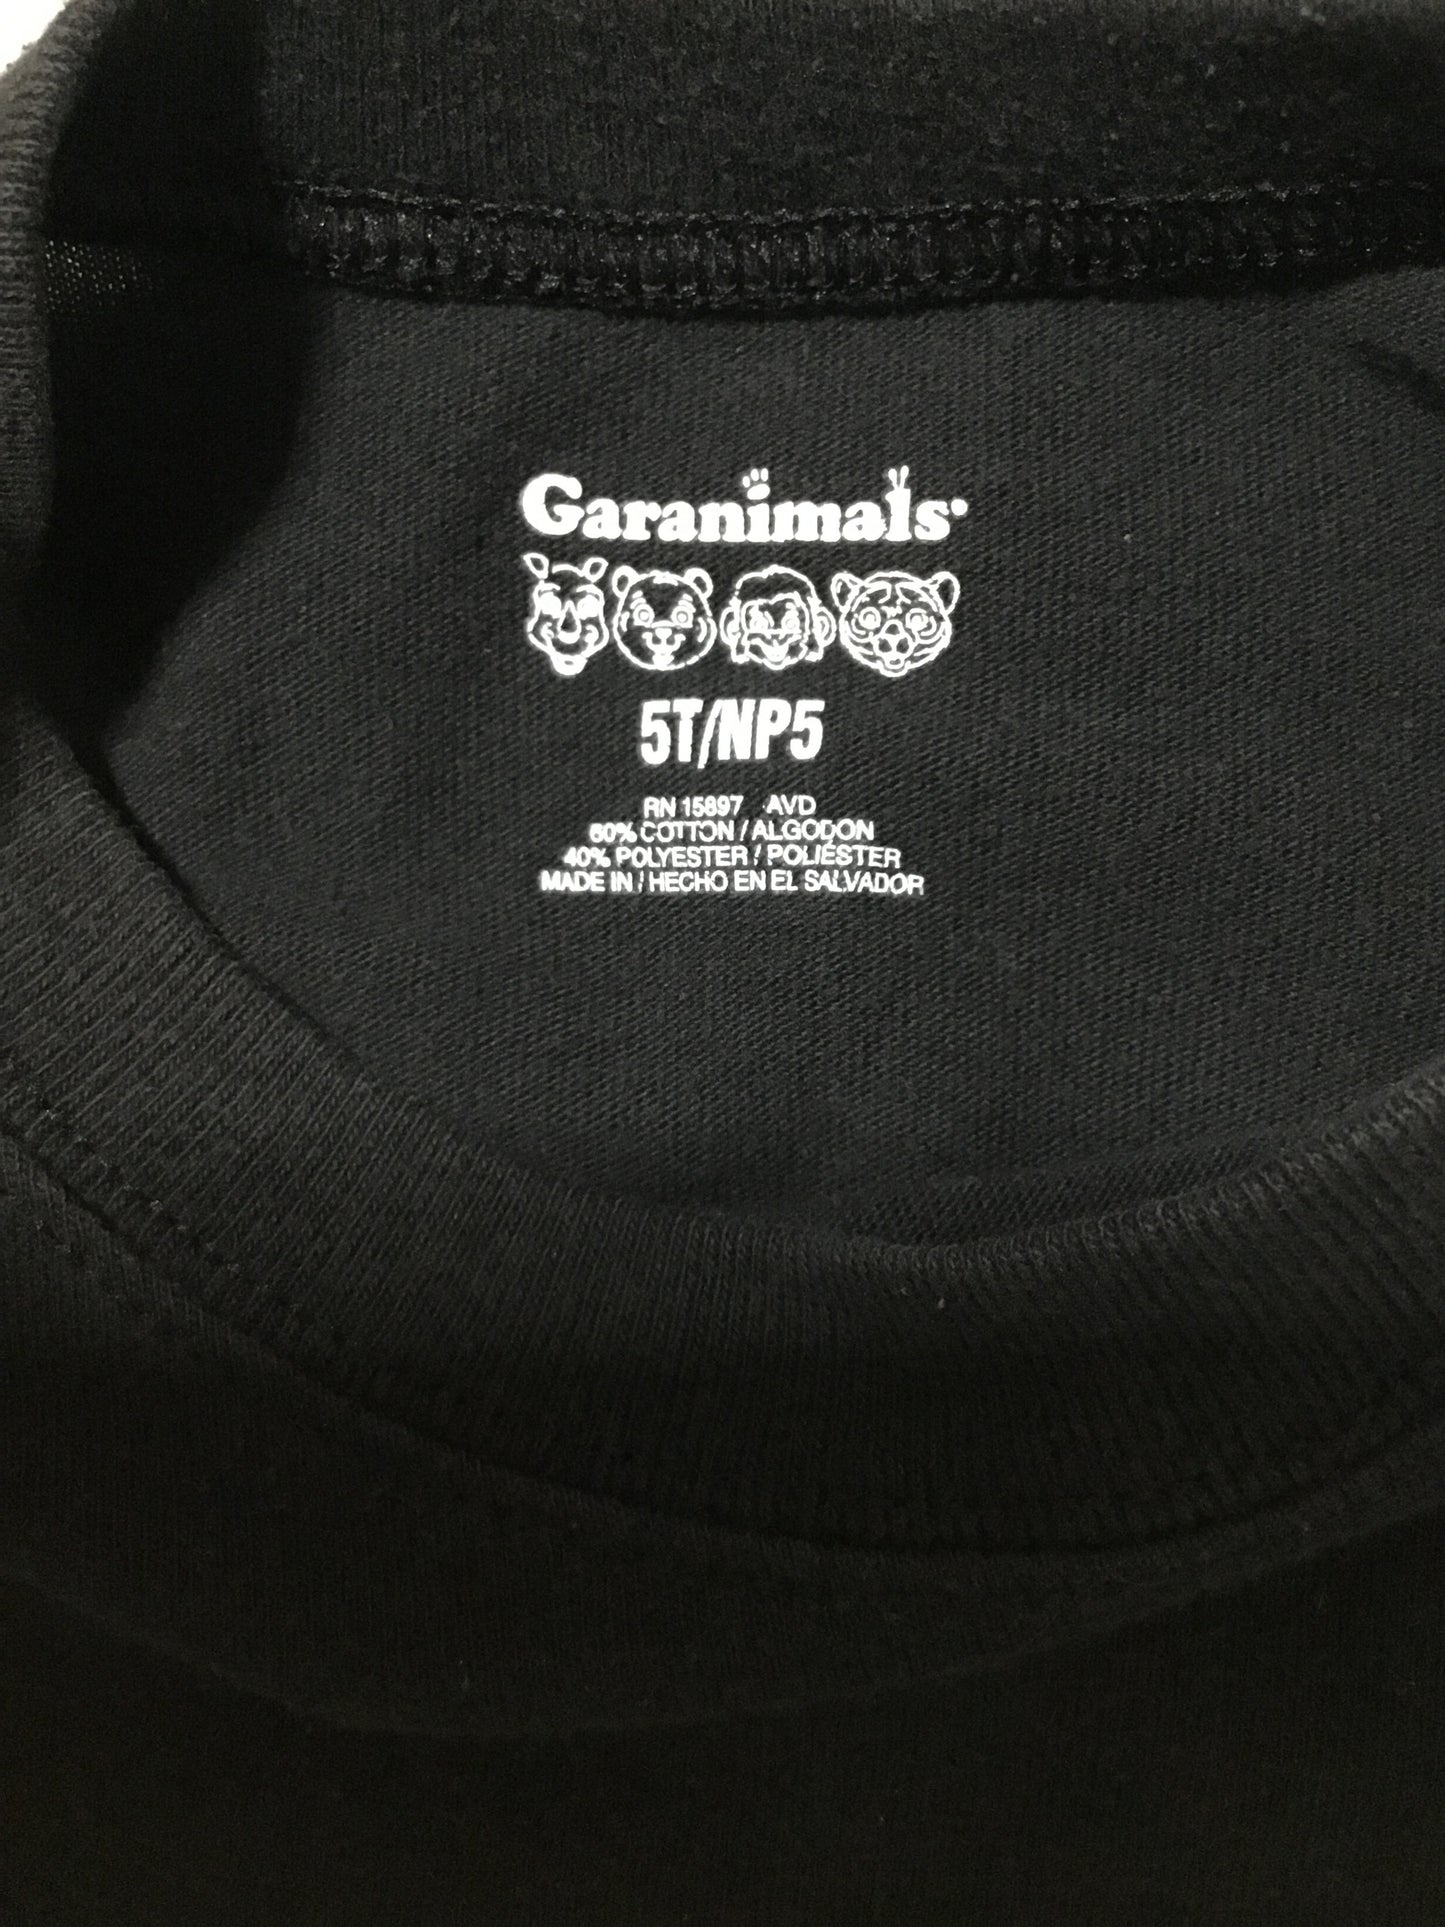 Garanimals®
5T/NP5
RN 15897 AVD
60% COTTON / ALGODON
40% POLYESTER / POLIÉSTER
MADE IN / HECHO EN EL SALVADOR